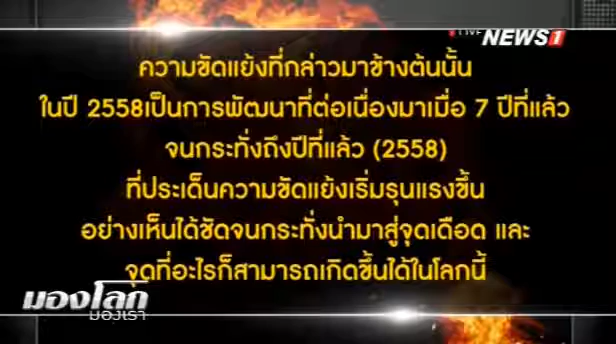 LIVE NEWS1
ความขัดแย้งที่กล่าวมาข้างต้นนั้น
ในปี 2558เป็นการพัฒนาที่ต่อเนื่องมาเมื่อ 7 ปีที่แล้ว
จนกระทั่งถึงปีที่แล้ว (2558)
ที่ประเด็นความขัดแย้งเริ่มรุนแรงขึ้น
อย่างเห็นได้ชัดจนกระทั่งนำมาสู่จุดเดือด และ
จุดที่อะไรก็สามารถเกิดขึ้นได้ในโลกนี้
มองโลก
มองเรา